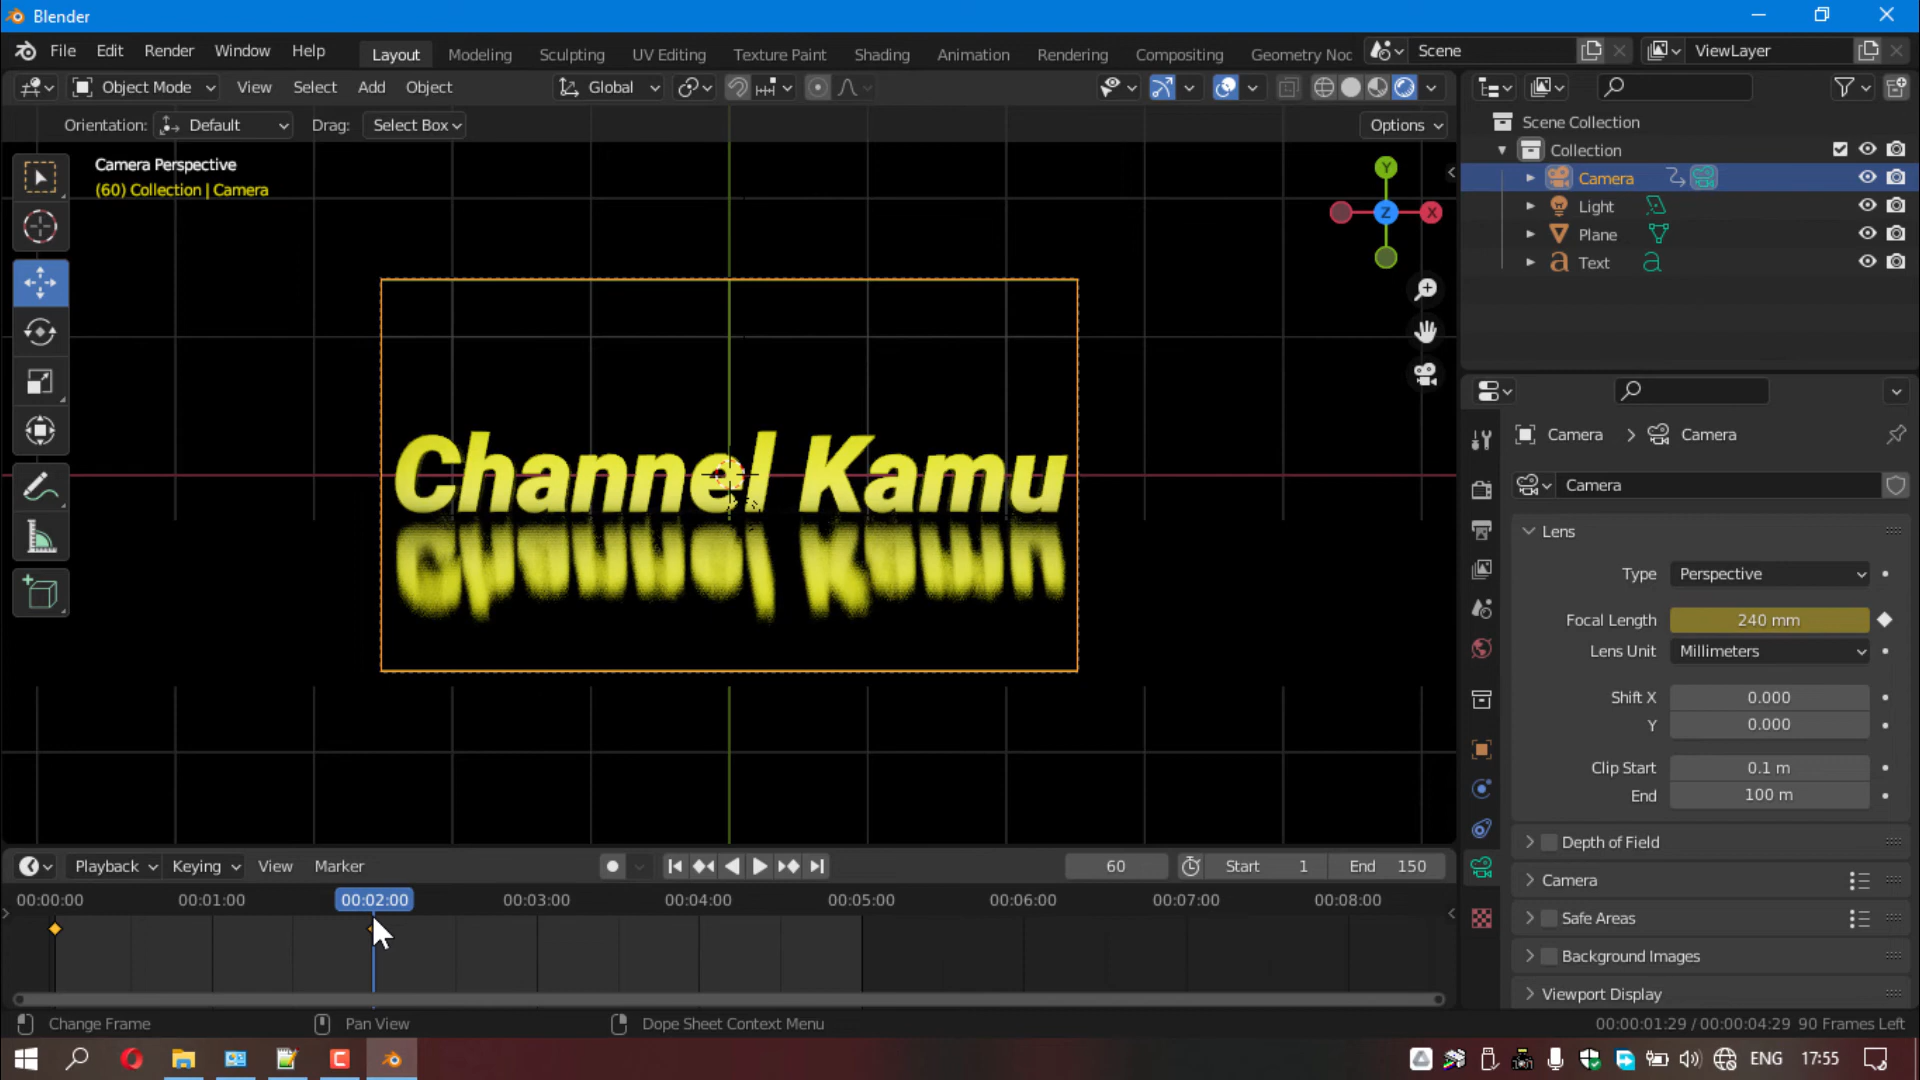 Blender
File Edit Render Window Help Layout Modeling Sculpting UV Editing Texture Paint Shading Animation Rendering Compositing Geometry Noc Scene ViewLayer
Object Mode View Select Add Object Global
Orientation: Default Drag: Select Box Options
Camera Perspective
(60) Collection | Camera
Y
Z
X
Channel Kamu
Scene Collection
Collection
Camera
Light
Plane
Text
Camera Camera
Camera
Lens
Type Perspective
Focal Length 240 mm
Lens Unit Millimeters
Shift X 0.000
Y 0.000
Clip Start 0.1 m
End 100 m
Depth of Field
Camera
Safe Areas
Background Images
Viewport Display
Playback Keying View Marker 60 Start 1 End 150
00:00:00 00:01:00 00:02:00 00:03:00 00:04:00 00:05:00 00:06:00 00:07:00 00:08:00
Change Frame Pan View Dope Sheet Context Menu 00:00:01:29 / 00:00:04:29 90 Frames Left
ENG 17:55